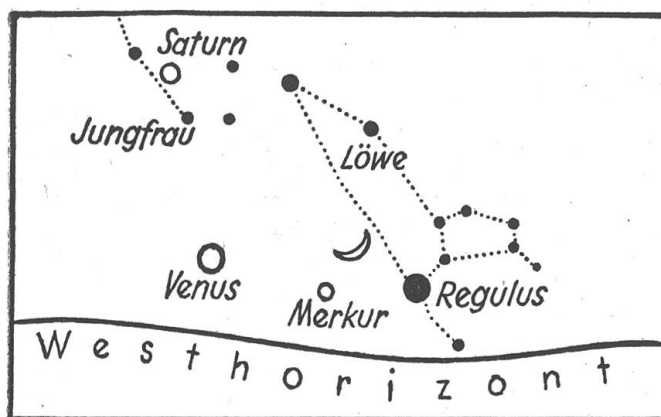 Saturn
Jungfrau
Löwe
Venus
Merkur
Regulus
Westhorizont